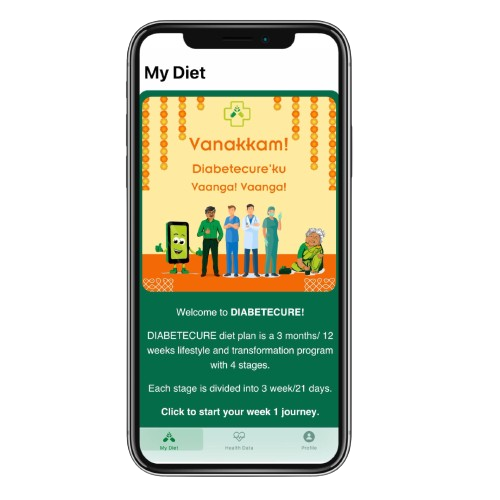 My Diet
Vanakkam!
Diabetecure'ku
Vaanga! Vaanga!
Welcome to DIABETECURE!
DIABETECURE diet plan is a 3 months/ 12
weeks lifestyle and transformation program
with 4 stages.
Each stage is divided into 3 week/21 days.
Click to start your week 1 journey.
My Diet
Health Care
Profile